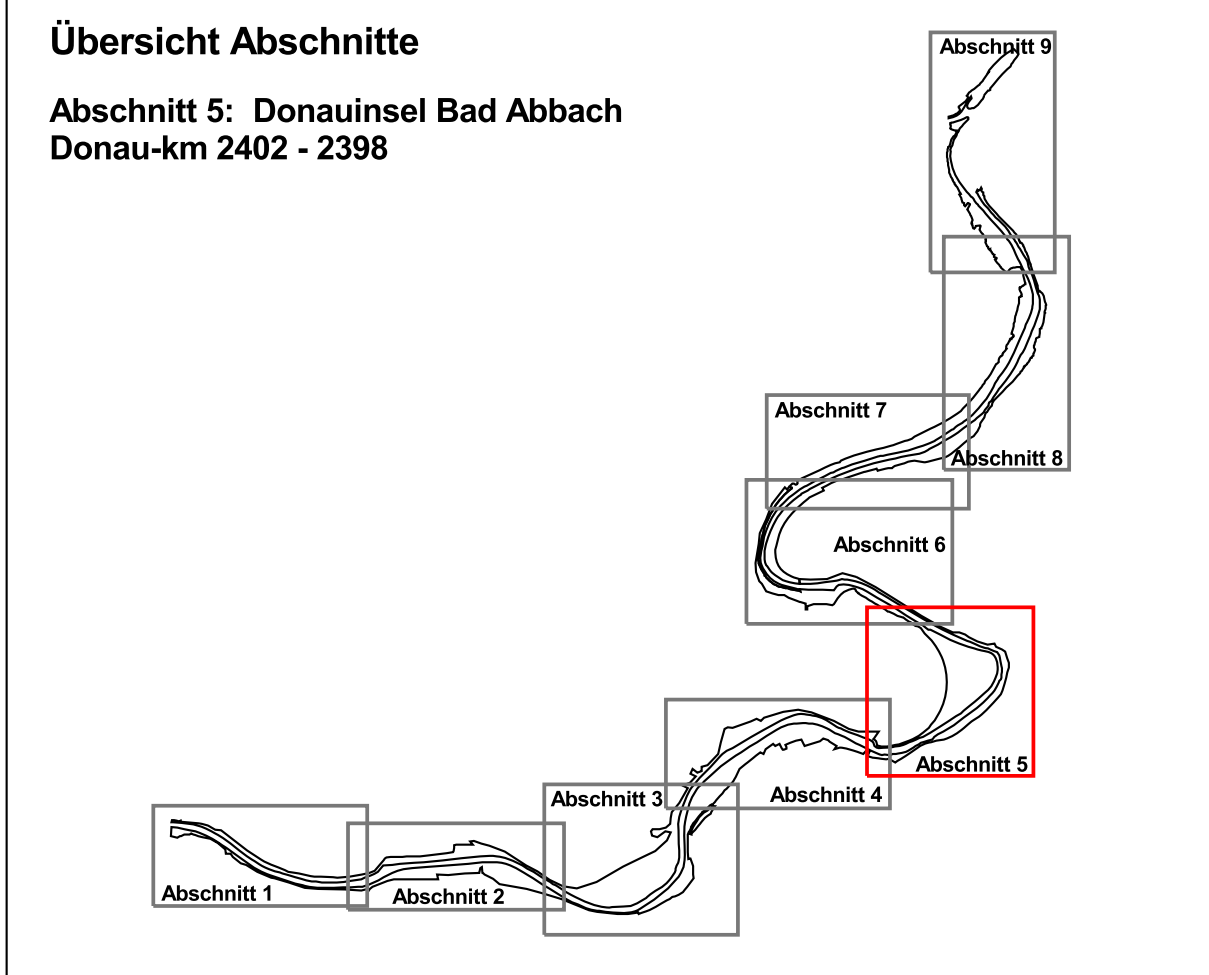 Übersicht Abschnitte
Abschnitt 5:  Donauinsel Bad Abbach
Donau-km 2402 - 2398
Abschnitt 9
Abschnitt 7
Abschnitt 8
Abschnitt 6
Abschnitt 5
Abschnitt 3
Abschnitt 4
Abschnitt 1
Abschnitt 2